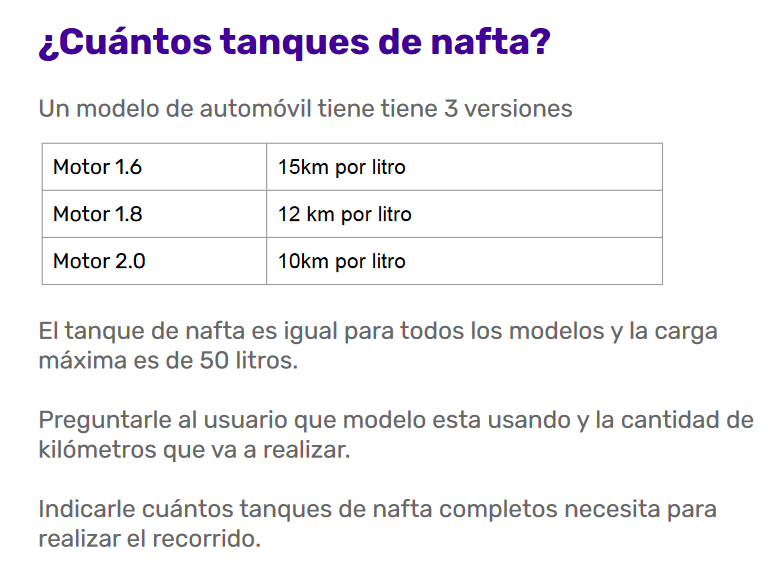 ¿Cuántos tanques de nafta?
Un modelo de automóvil tiene tiene 3 versiones
Motor 1.6 15km por litro
Motor 1.8 12 km por litro
Motor 2.0 10km por litro
El tanque de nafta es igual para todos los modelos y la carga
máxima es de 50 litros.
Preguntarle al usuario que modelo esta usando y la cantidad de
kilómetros que va a realizar.
Indicarle cuántos tanques de nafta completos necesita para
realizar el recorrido.